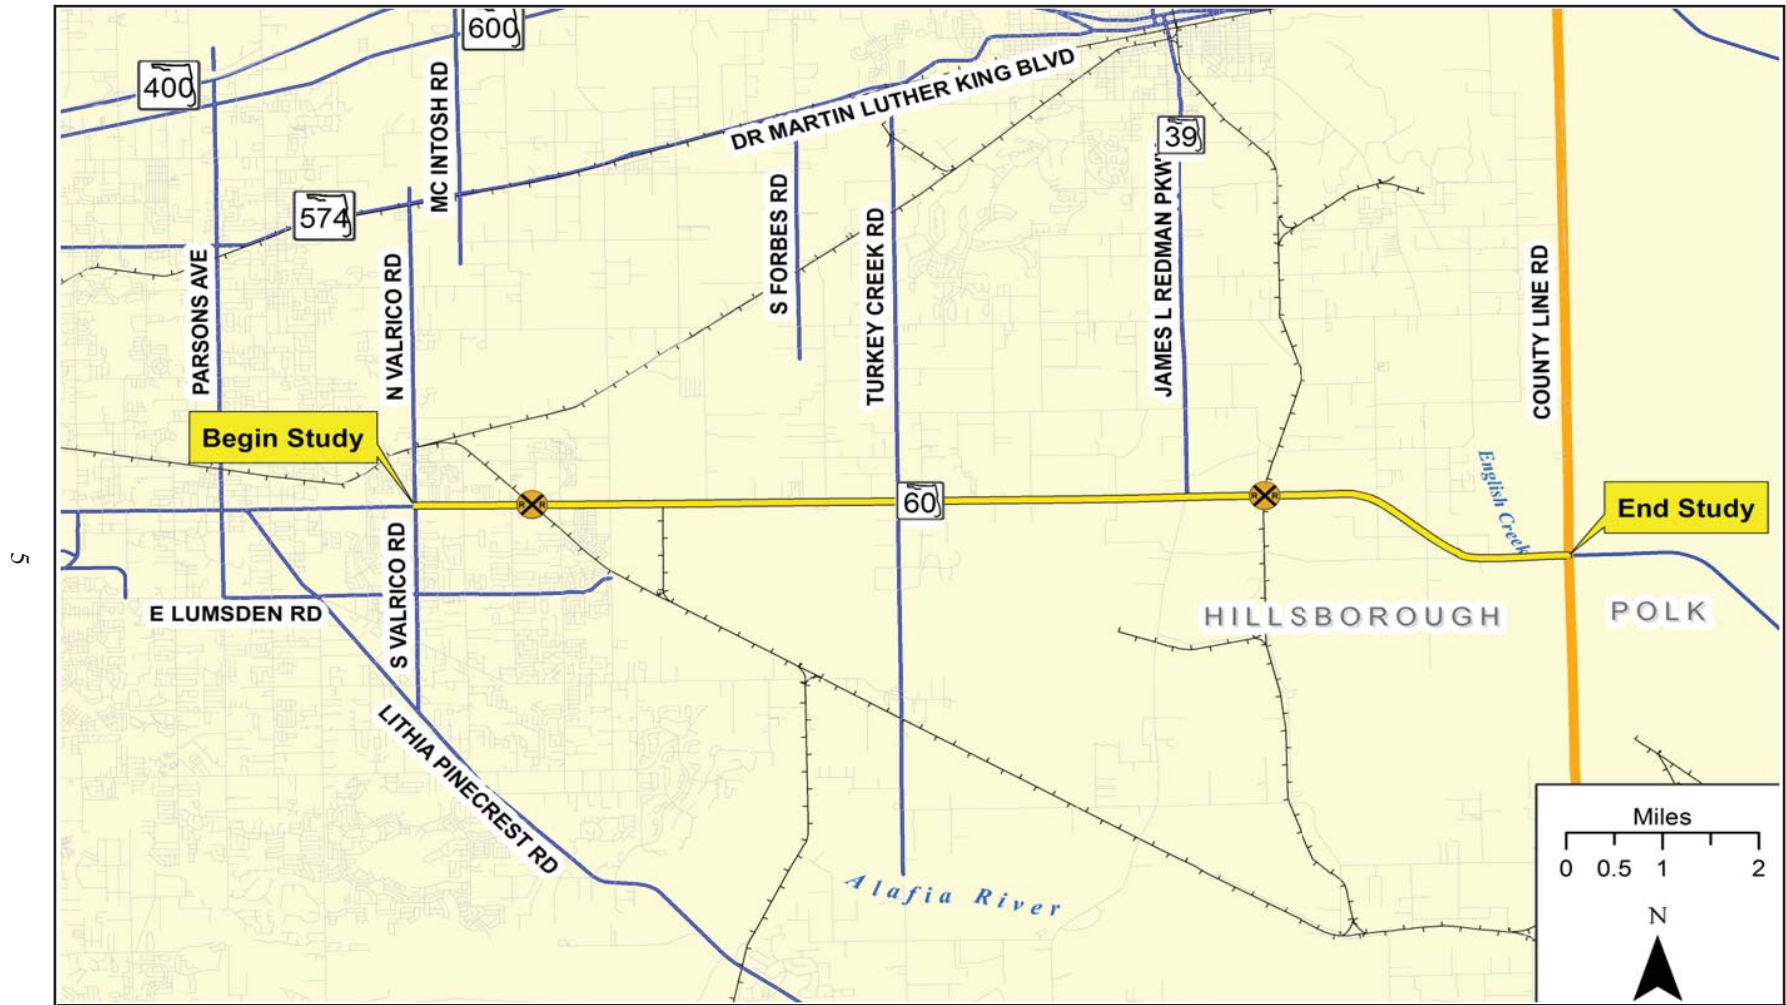 600
400
MC INTOSH RD
DR MARTIN LUTHER KING BLVD
39
574
PARSONS AVE
N VALRICO RD
S FORBES RD
TURKEY CREEK RD
JAMES L REDMAN PKWY
COUNTY LINE RD
Begin Study
R R
60
R R
English Creek
End Study
5
S VALRICO RD
E LUMSDEN RD
HILLSBOROUGH
POLK
LITHIA PINECREST RD
Alafia River
Miles
0 0.5 1 2
N